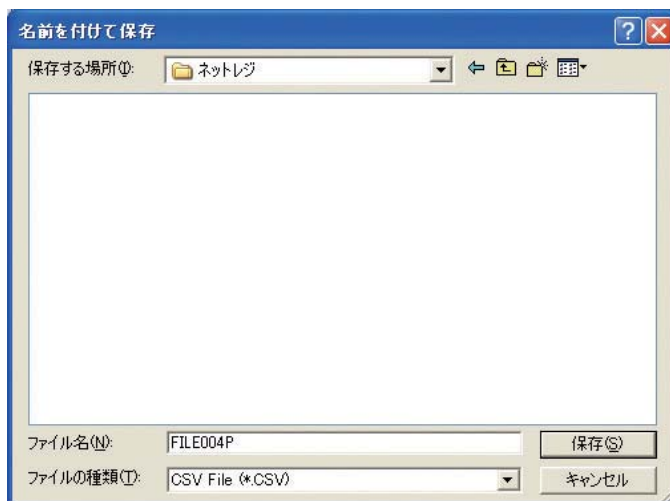 名前を付けて保存
保存する場所(I): ネットレジ
ファイル名(N): FILE004P 保存(S)
ファイルの種類(T): CSV File (*.CSV) キャンセル